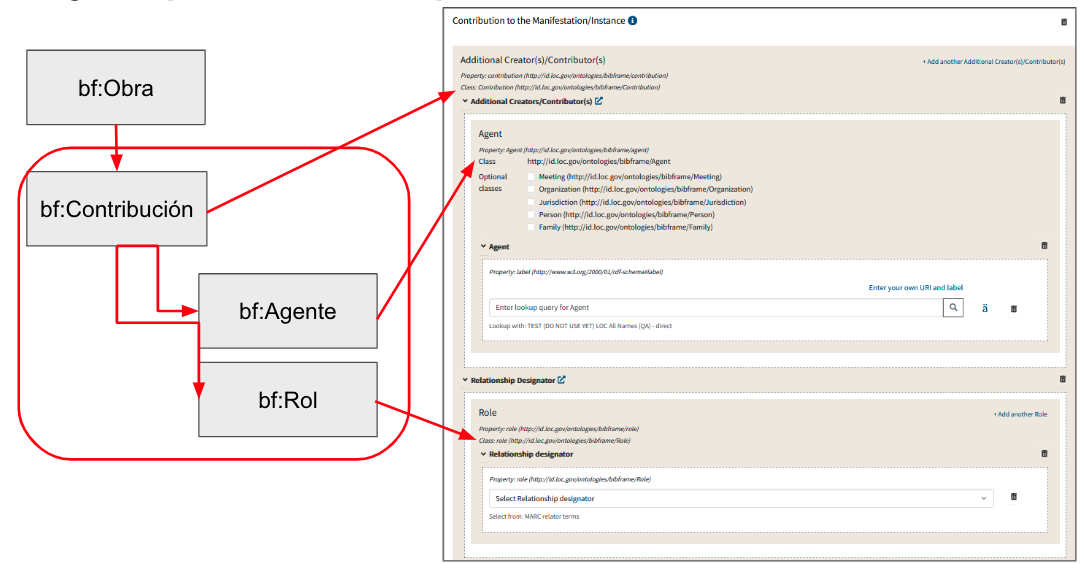 bf:Obra
bf:Contribución
bf:Agente
bf:Rol
Contribution to the Manifestation/Instance
Additional Creator(s)/Contributor(s)
+ Add another Additional Creator(s)/Contributor(s)
Property: contribution (http://id.loc.gov/ontologies/bibframe/contribution)
Class: Contribution (http://id.loc.gov/ontologies/bibframe/Contribution)
Additional Creators/Contributor(s)
Agent
Property: Agent (http://id.loc.gov/ontologies/bibframe/agent)
Class http://id.loc.gov/ontologies/bibframe/Agent
Optional classes
Meeting (http://id.loc.gov/ontologies/bibframe/Meeting)
Organization (http://id.loc.gov/ontologies/bibframe/Organization)
Jurisdiction (http://id.loc.gov/ontologies/bibframe/Jurisdiction)
Person (http://id.loc.gov/ontologies/bibframe/Person)
Family (http://id.loc.gov/ontologies/bibframe/Family)
Agent
Property: label (http://www.w3.org/2000/01/rdf-schema#label)
Enter your own URI and label
Enter lookup query for Agent
ä
Lookup with: TEST (DO NOT USE YET) LOC All Names (QA) - direct
Relationship Designator
Role
+ Add another Role
Property: role (http://id.loc.gov/ontologies/bibframe/role)
Class: role (http://id.loc.gov/ontologies/bibframe/Role)
Relationship designator
Property: role (http://id.loc.gov/ontologies/bibframe/Role)
Select Relationship designator
Select from: MARC relator terms